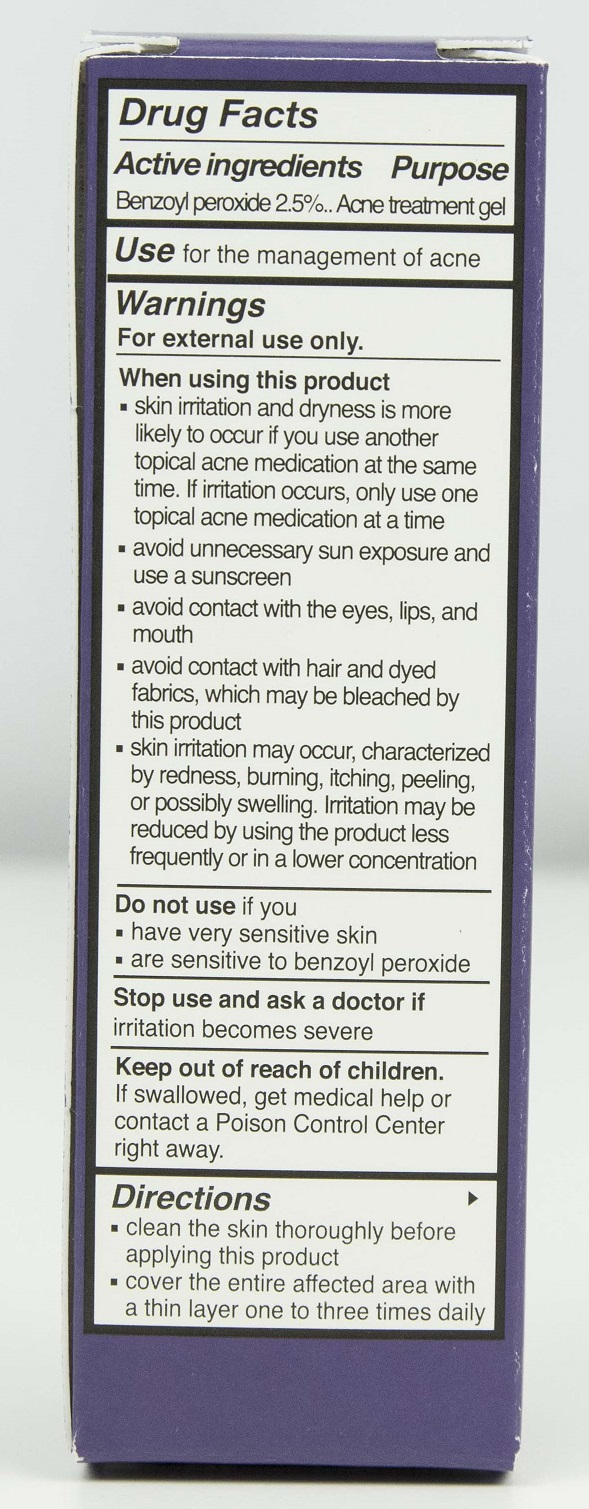 Drug Facts
Active ingredients Purpose
Benzoyl peroxide 2.5%.. Acne treatment gel
Use for the management of acne
Warnings
For external use only.
When using this product
▪ skin irritation and dryness is more
likely to occur if you use another
topical acne medication at the same
time. If irritation occurs, only use one
topical acne medication at a time
▪ avoid unnecessary sun exposure and
use a sunscreen
▪ avoid contact with the eyes, lips, and
mouth
▪ avoid contact with hair and dyed
fabrics, which may be bleached by
this product
▪ skin irritation may occur, characterized
by redness, burning, itching, peeling,
or possibly swelling. Irritation may be
reduced by using the product less
frequently or in a lower concentration
Do not use if you
▪ have very sensitive skin
▪ are sensitive to benzoyl peroxide
Stop use and ask a doctor if
irritation becomes severe
Keep out of reach of children.
If swallowed, get medical help or
contact a Poison Control Center
right away.
Directions
▪ clean the skin thoroughly before
applying this product
▪ cover the entire affected area with
a thin layer one to three times daily